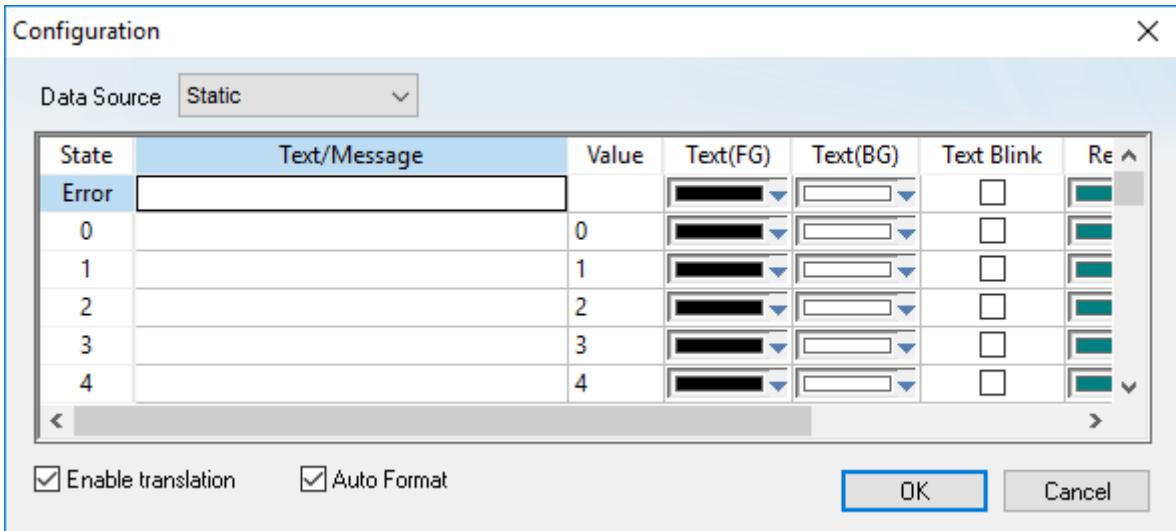 Configuration
Data Source Static
State Text/Message Value Text(FG) Text(BG) Text Blink Re
Error
0 0
1 1
2 2
3 3
4 4
Enable translation Auto Format OK Cancel